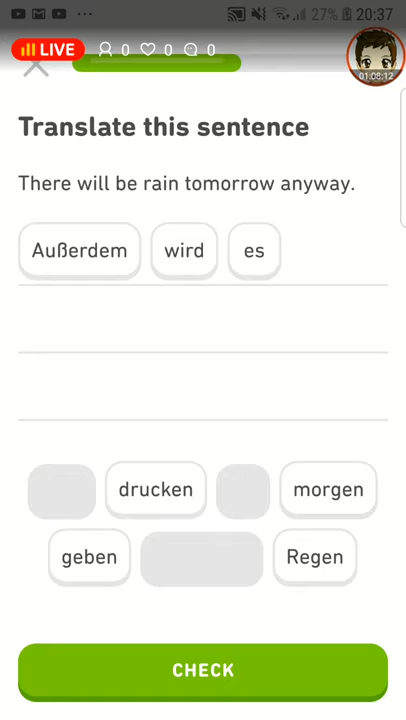 27% 20:37
LIVE 0 0 0
01:08:12
Translate this sentence
There will be rain tomorrow anyway.
Außerdem wird es
drucken morgen
geben Regen
CHECK